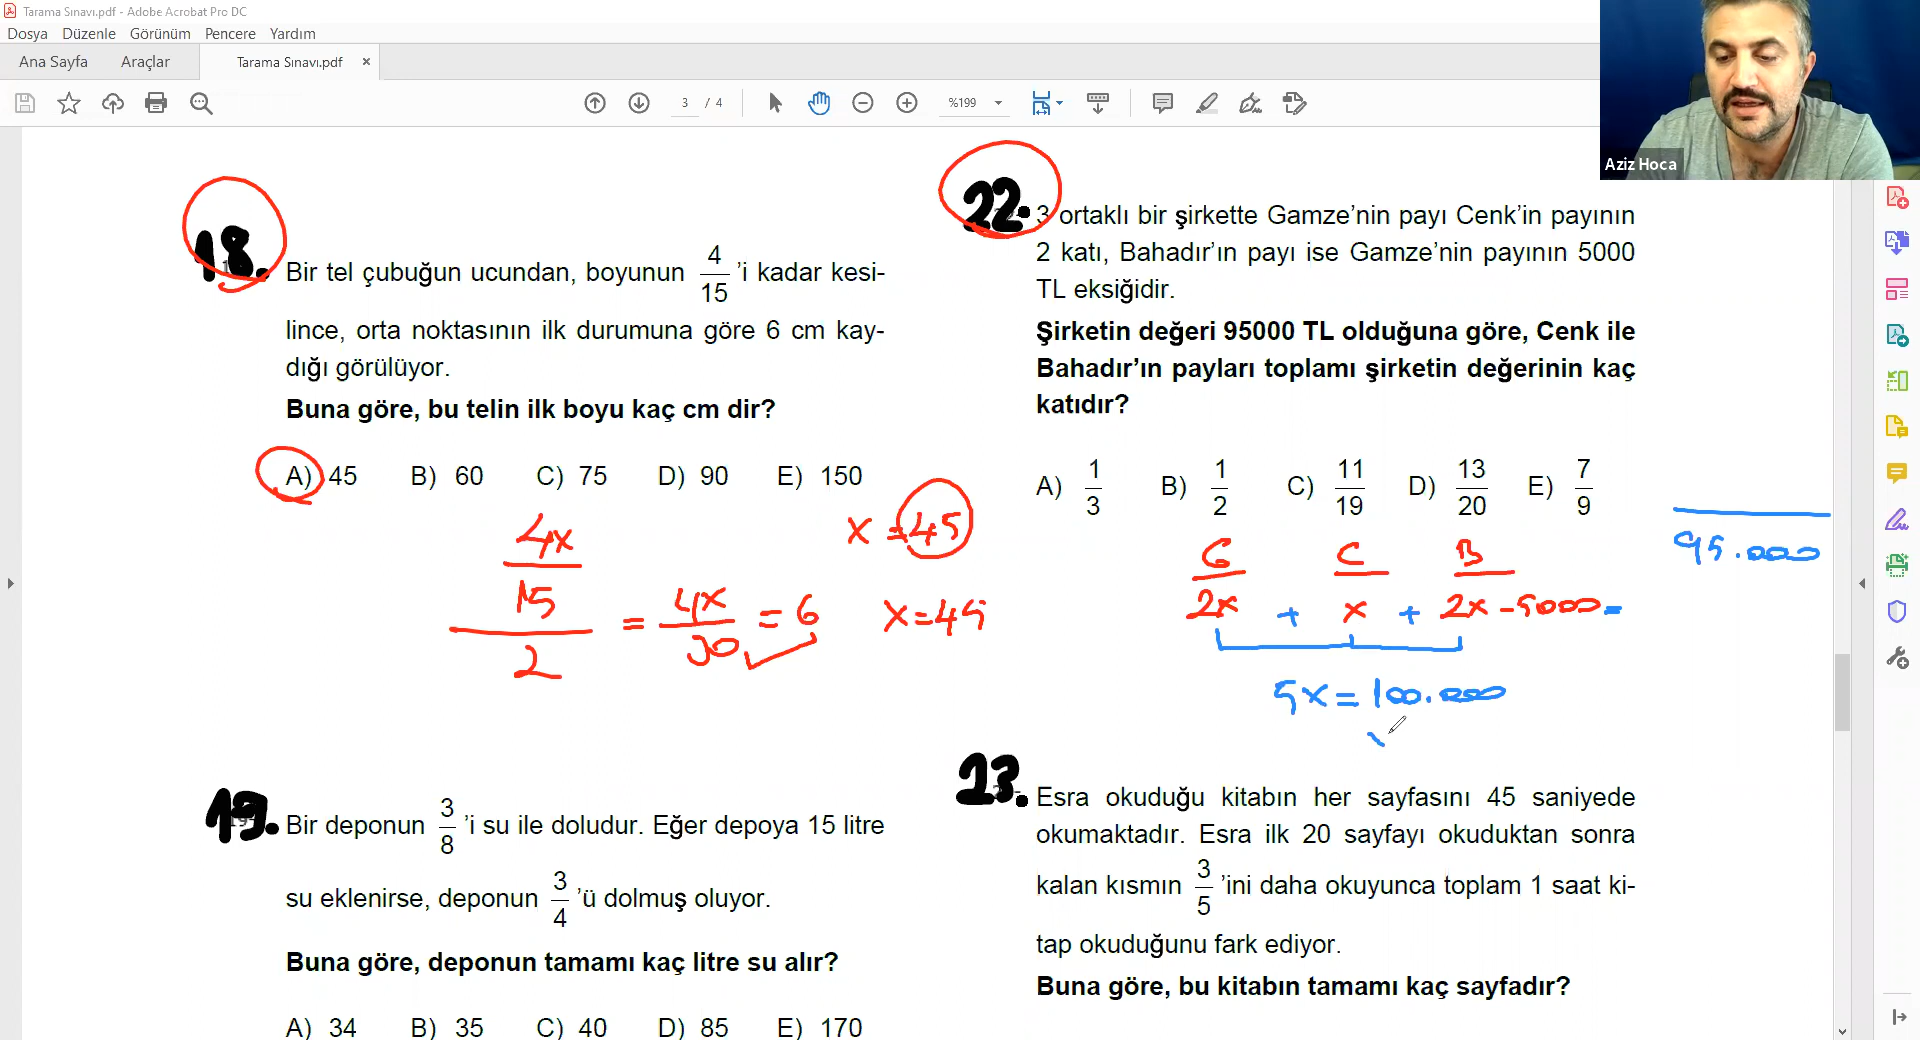 Tarama Sınavı.pdf - Adobe Acrobat Pro DC
Dosya Düzenle Görünüm Pencere Yardım
Ana Sayfa Araçlar Tarama Sınavı.pdf ×
3 / 4 %199
Aziz Hoca
18.
Bir tel çubuğun ucundan, boyunun 4/15 'i kadar kesi-
lince, orta noktasının ilk durumuna göre 6 cm kay-
dığı görülüyor.
Buna göre, bu telin ilk boyu kaç cm dir?
A) 45 B) 60 C) 75 D) 90 E) 150
x = 45
4x/15 / 2 = 4x/30 = 6 x=45
19.
Bir deponun 3/8 'i su ile doludur. Eğer depoya 15 litre
su eklenirse, deponun 3/4 'ü dolmuş oluyor.
Buna göre, deponun tamamı kaç litre su alır?
A) 34 B) 35 C) 40 D) 85 E) 170
22.
3 ortaklı bir şirkette Gamze'nin payı Cenk'in payının
2 katı, Bahadır'ın payı ise Gamze'nin payının 5000
TL eksiğidir.
Şirketin değeri 95000 TL olduğuna göre, Cenk ile
Bahadır'ın payları toplamı şirketin değerinin kaç
katıdır?
A) 1/3 B) 1/2 C) 11/19 D) 13/20 E) 7/9
95.000
G C B
2x + x + 2x - 5000 =
5x = 100.000
23.
Esra okuduğu kitabın her sayfasını 45 saniyede
okumaktadır. Esra ilk 20 sayfayı okuduktan sonra
kalan kısmın 3/5 'ini daha okuyunca toplam 1 saat ki-
tap okuduğunu fark ediyor.
Buna göre, bu kitabın tamamı kaç sayfadır?